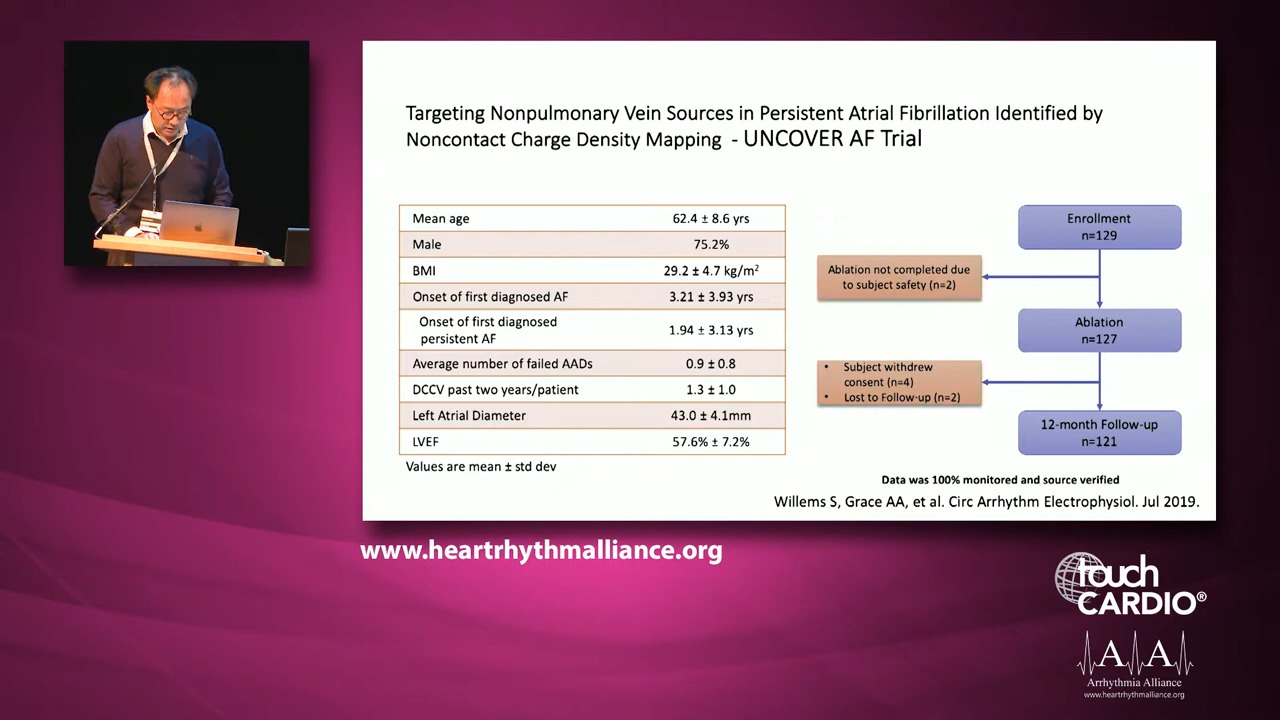 Targeting Nonpulmonary Vein Sources in Persistent Atrial Fibrillation Identified by
Noncontact Charge Density Mapping - UNCOVER AF Trial
Mean age 62.4 ± 8.6 yrs
Male 75.2%
BMI 29.2 ± 4.7 kg/m²
Onset of first diagnosed AF 3.21 ± 3.93 yrs
Onset of first diagnosed
persistent AF 1.94 ± 3.13 yrs
Average number of failed AADs 0.9 ± 0.8
DCCV past two years/patient 1.3 ± 1.0
Left Atrial Diameter 43.0 ± 4.1mm
LVEF 57.6% ± 7.2%
Values are mean ± std dev
Enrollment
n=129
Ablation not completed due
to subject safety (n=2)
Ablation
n=127
• Subject withdrew
consent (n=4)
• Lost to Follow-up (n=2)
12-month Follow-up
n=121
Data was 100% monitored and source verified
Willems S, Grace AA, et al. Circ Arrhythm Electrophysiol. Jul 2019.
www.heartrhythmalliance.org
touch
CARDIO®
A A
Arrhythmia Alliance
www.heartrhythmalliance.org